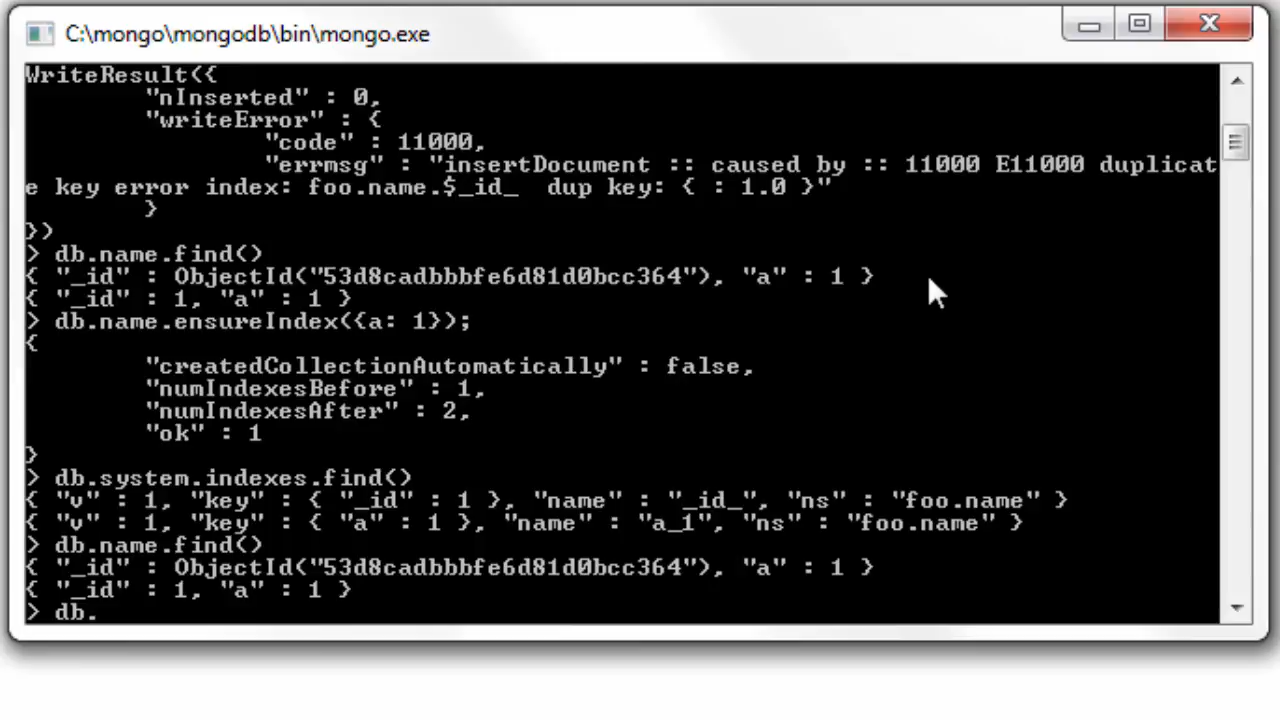 C:\mongo\mongodb\bin\mongo.exe
WriteResult({
"nInserted" : 0,
"writeError" : {
"code" : 11000,
"errmsg" : "insertDocument :: caused by :: 11000 E11000 duplicat
e key error index: foo.name.$_id_  dup key: { : 1.0 }"
}
})
> db.name.find()
{ "_id" : ObjectId("53d8cadbbbfe6d81d0bcc364"), "a" : 1 }
{ "_id" : 1, "a" : 1 }
> db.name.ensureIndex({a: 1});
{
"createdCollectionAutomatically" : false,
"numIndexesBefore" : 1,
"numIndexesAfter" : 2,
"ok" : 1
}
> db.system.indexes.find()
{ "v" : 1, "key" : { "_id" : 1 }, "name" : "_id_", "ns" : "foo.name" }
{ "v" : 1, "key" : { "a" : 1 }, "name" : "a_1", "ns" : "foo.name" }
> db.name.find()
{ "_id" : ObjectId("53d8cadbbbfe6d81d0bcc364"), "a" : 1 }
{ "_id" : 1, "a" : 1 }
> db.